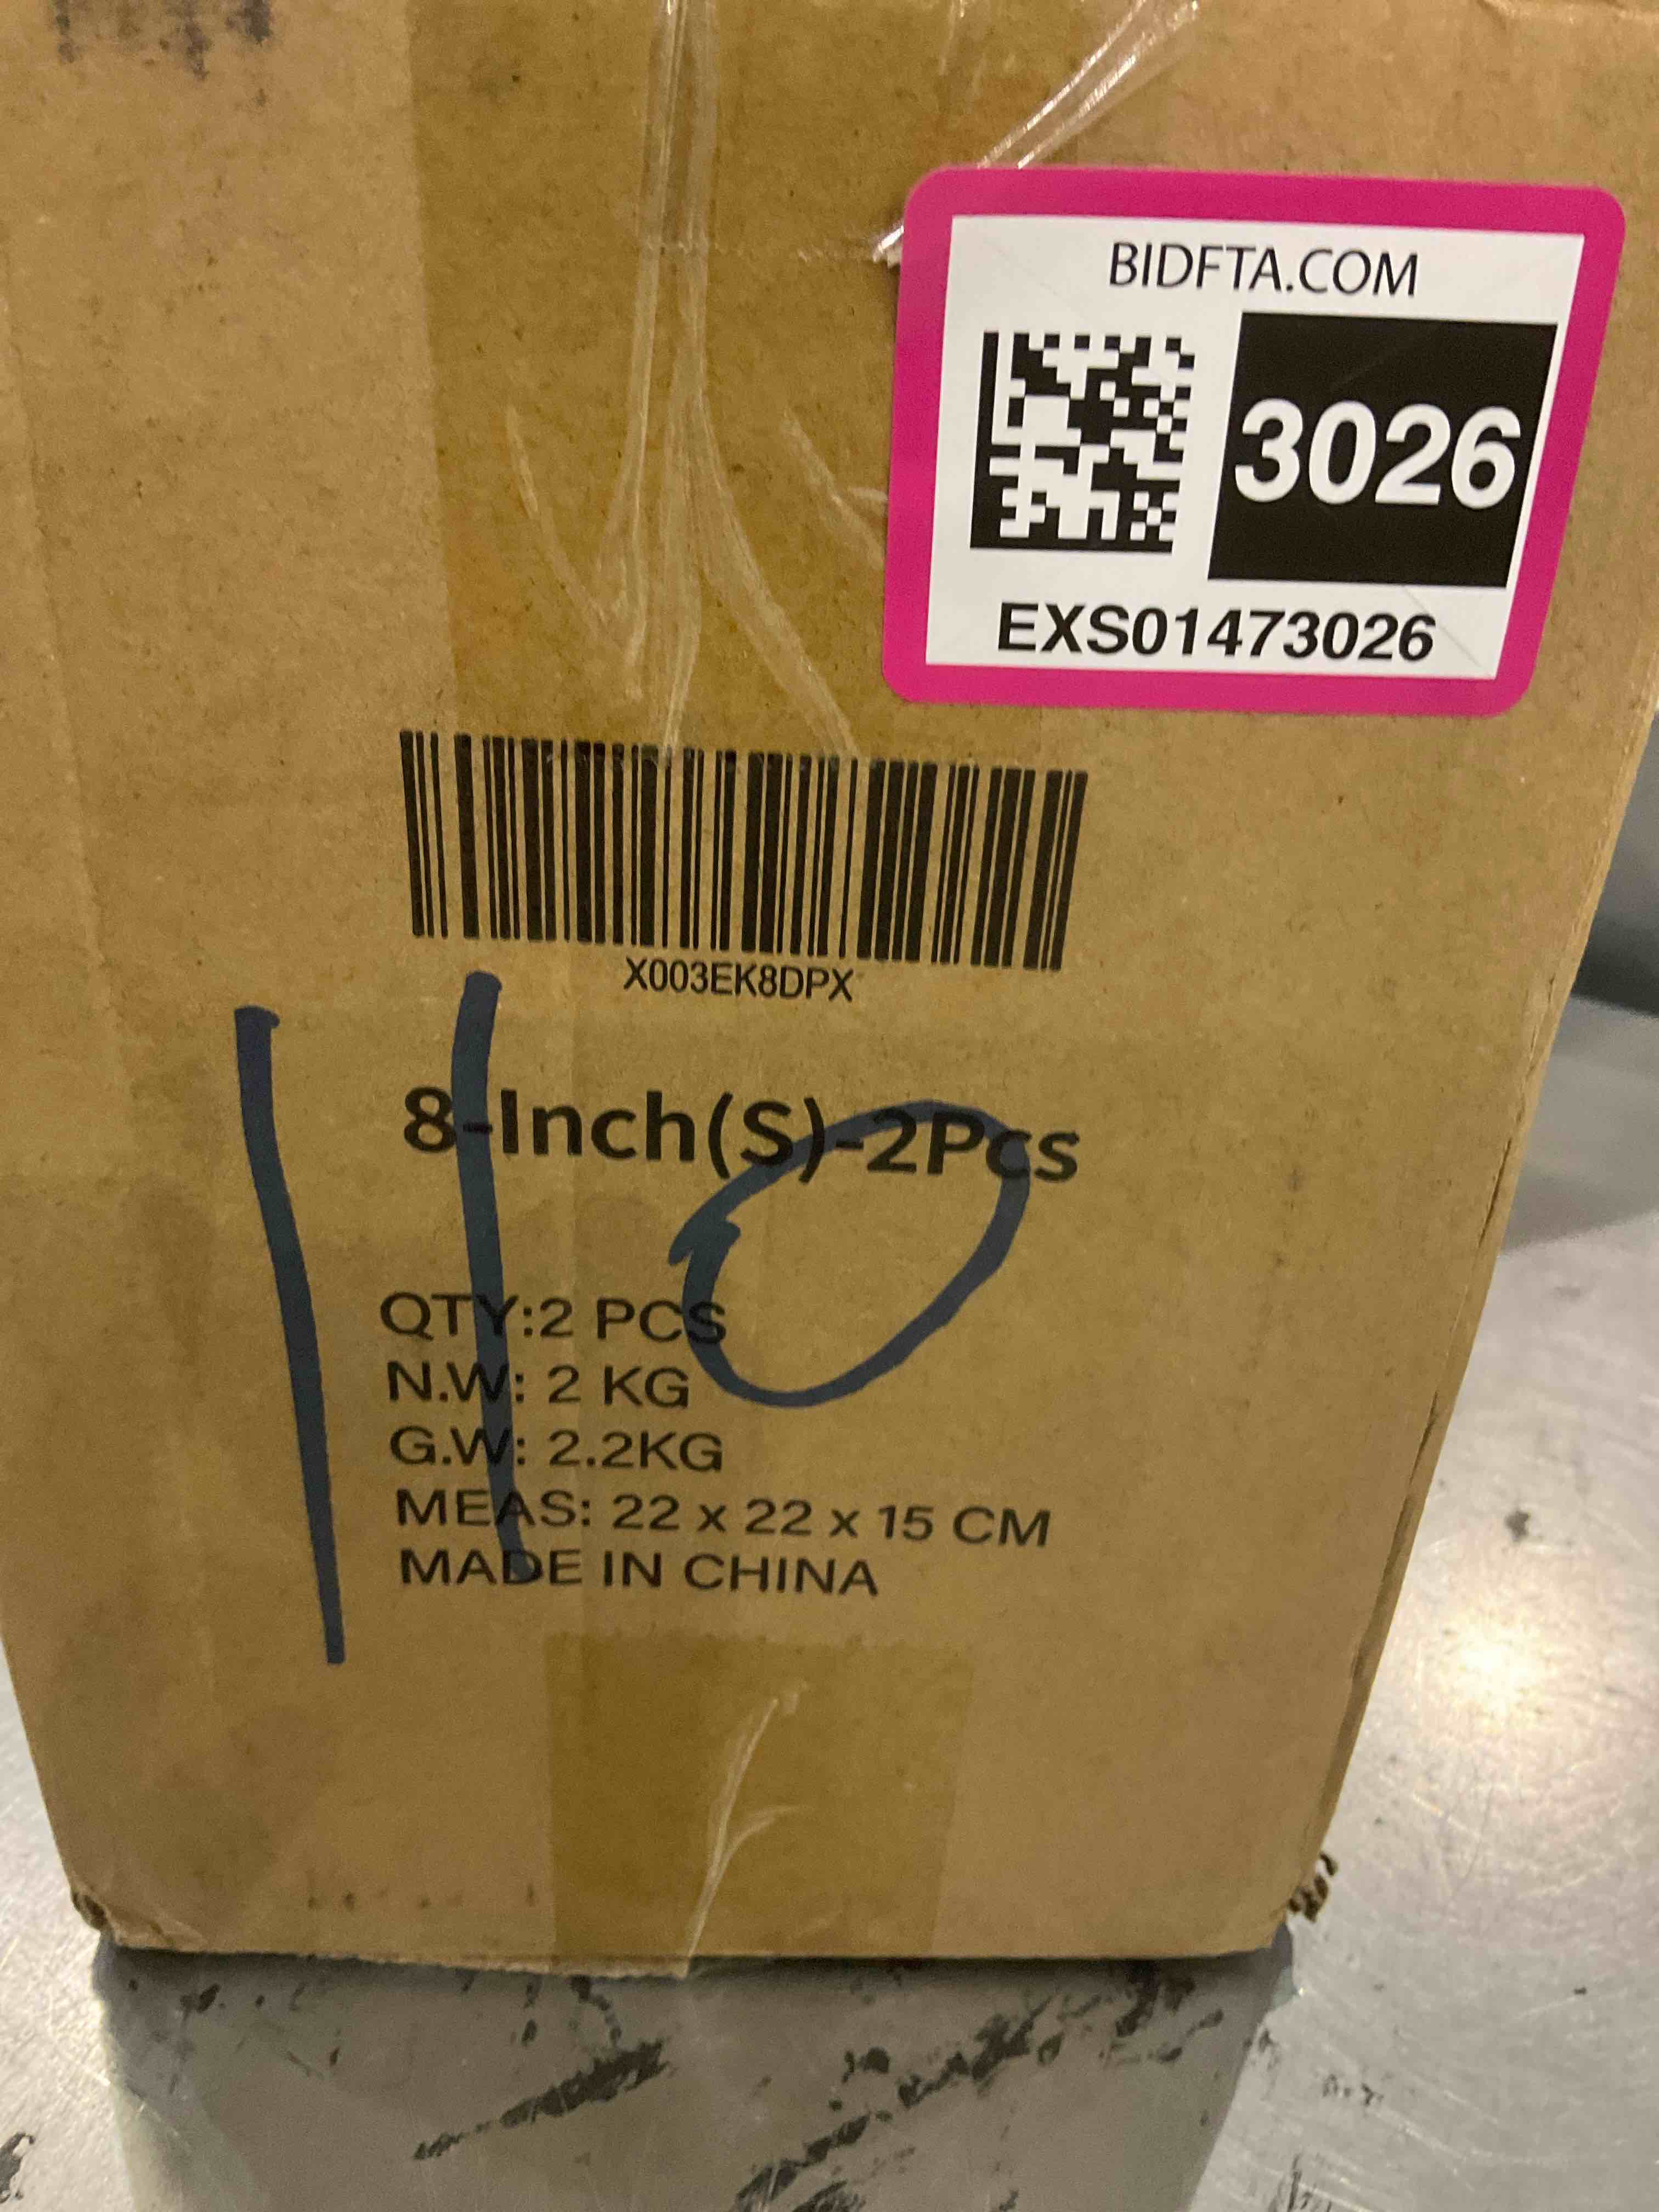 BIDFTA.COM
3026
EXS01473026
X003EK8DPX
8-Inch(S)-2Pcs
110
QTY:2 PCS
N.W: 2 KG
G.W: 2.2KG
MEAS: 22 x 22 x 15 CM
MADE IN CHINA